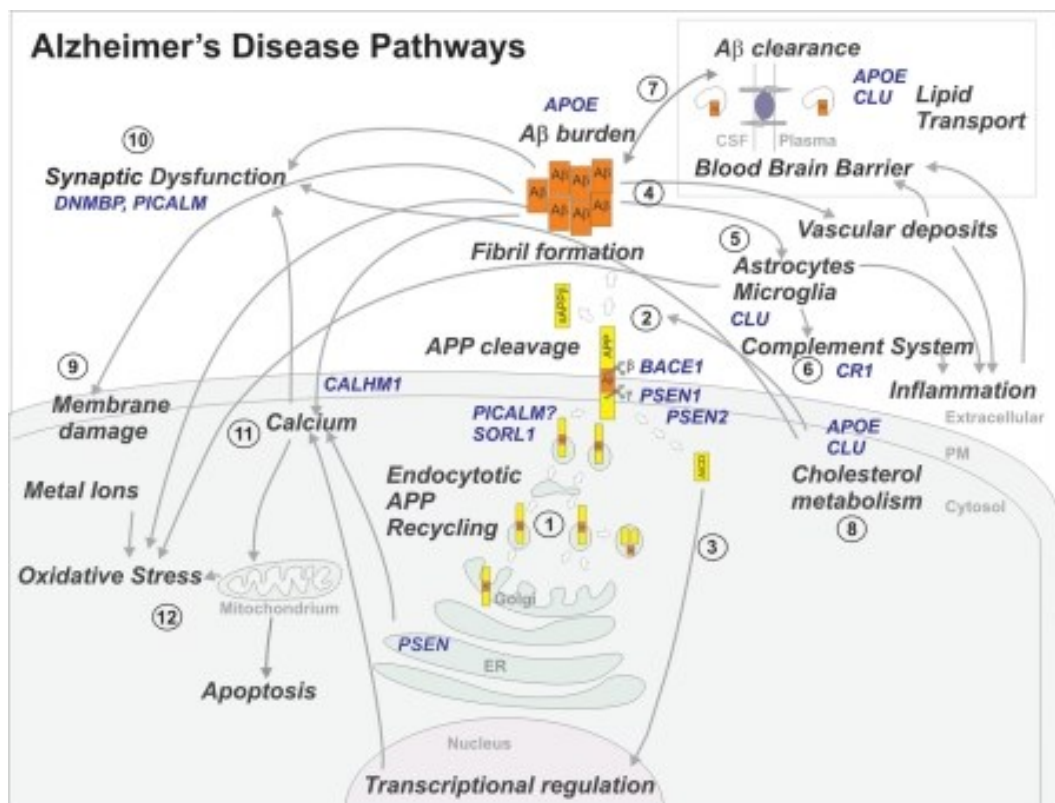 Alzheimer's Disease Pathways
Aβ clearance
APOE
CLU
Lipid
Transport
CSF
Plasma
Blood Brain Barrier
7
APOE
Aβ burden
10
Synaptic Dysfunction
DNMBP, PICALM
Aβ Aβ Aβ Aβ
Aβ Aβ Aβ Aβ
4
Fibril formation
Vascular deposits
5
Astrocytes
Microglia
CLU
sAPPβ
APP
2
APP cleavage
Complement System
6
CR1
Inflammation
Extracellular
β
BACE1
Aβ
γ
PSEN1
PSEN2
9
Membrane
damage
CALHM1
11
Calcium
PICALM?
SORL1
APOE
CLU
PM
Cholesterol
metabolism
8
Cytosol
Metal Ions
Endocytotic
APP
Recycling
1
3
Oxidative Stress
12
Mitochondrium
Golgi
Apoptosis
PSEN
ER
Nucleus
Transcriptional regulation